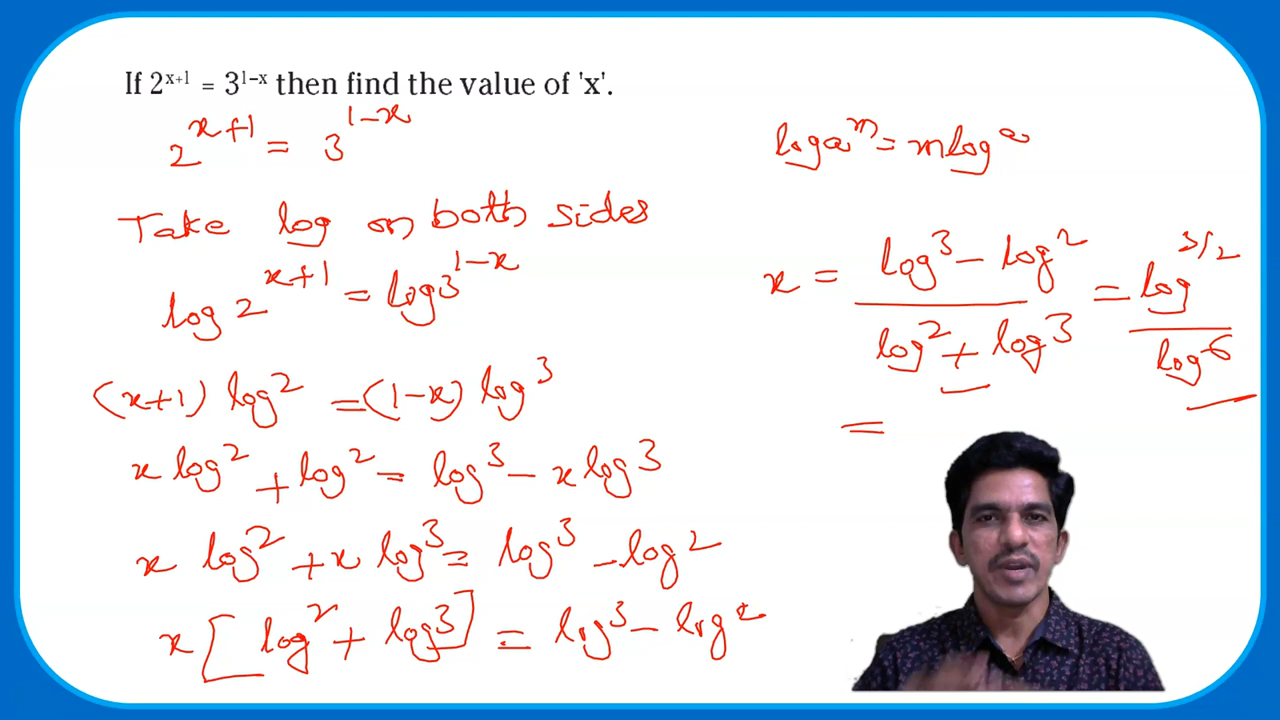 If 2^{x+1} = 3^{1-x} then find the value of 'x'.
2^{x+1} = 3^{1-x}
Take log on both sides
log 2^{x+1} = log 3^{1-x}
(x+1) log 2 = (1-x) log 3
x log 2 + log 2 = log 3 - x log 3
x log 2 + x log 3 = log 3 - log 2
x [log 2 + log 3] = log 3 - log 2
log a^m = m log a
x = \frac{log 3 - log 2}{log 2 + log 3} = \frac{log 3/2}{log 6}
=